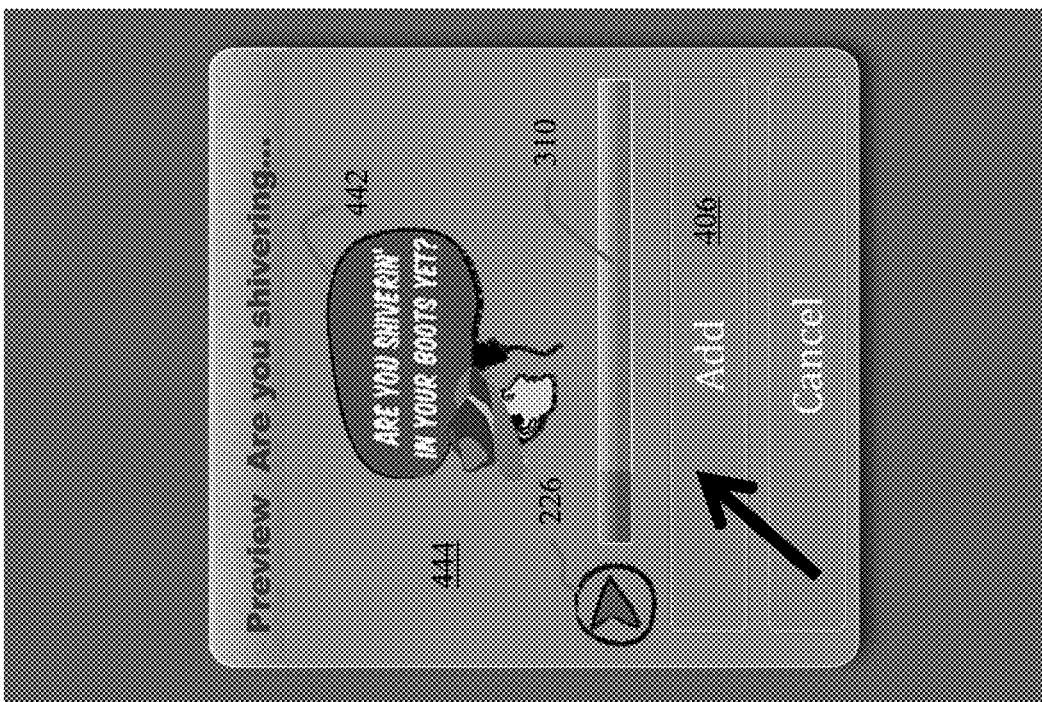 Preview Are you shivering...
442
ARE YOU SHIVERIN'
IN YOUR BOOTS YET?
444
226
310
406
Add
Cancel